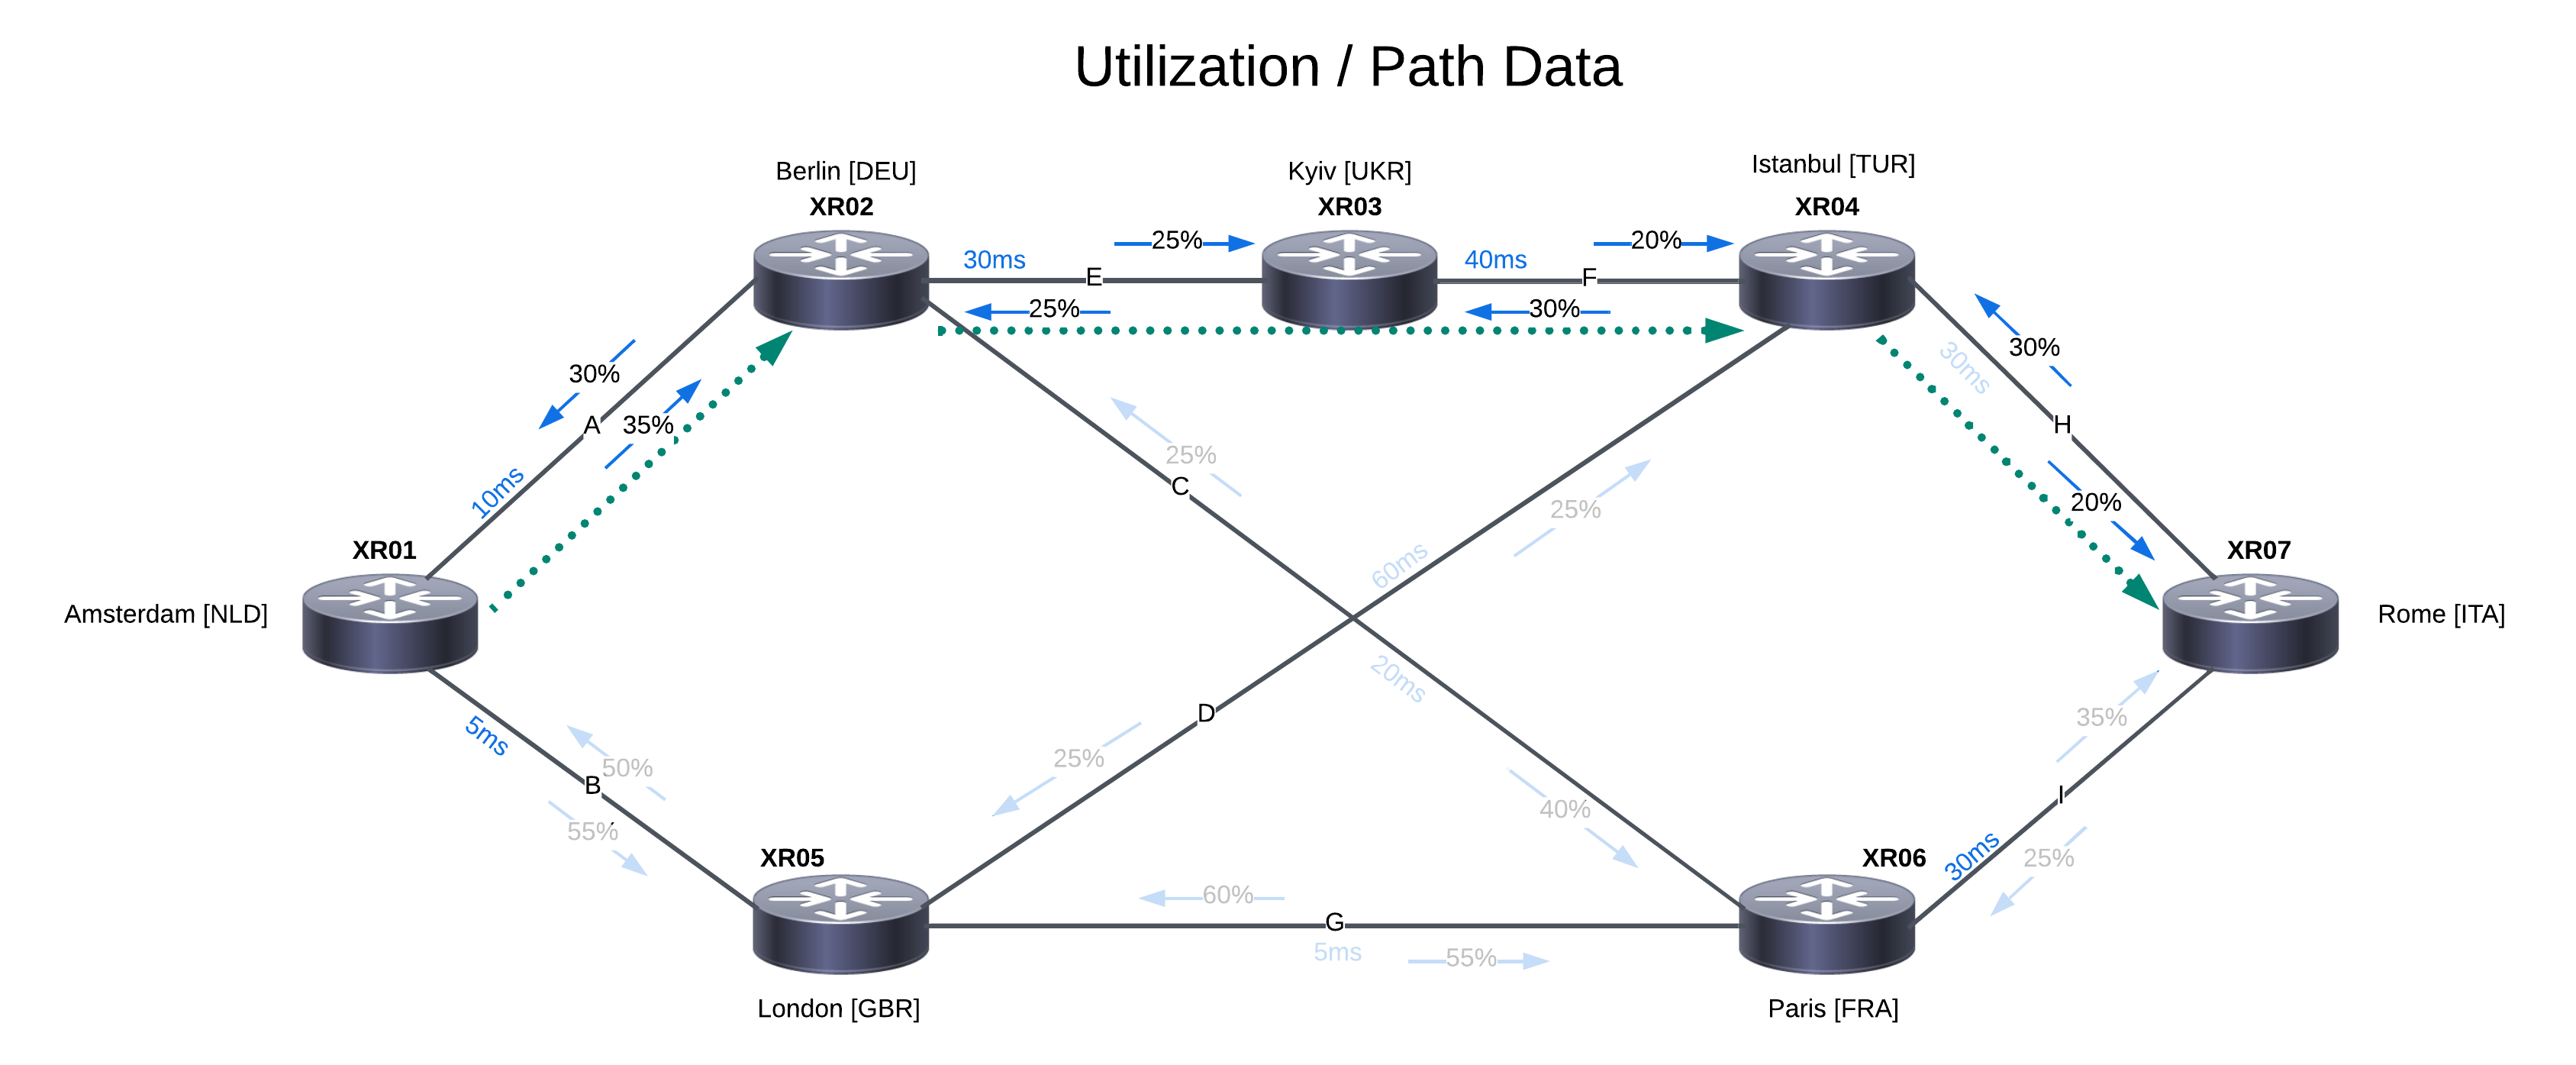 Utilization / Path Data
Berlin [DEU]
XR02
Kyiv [UKR]
XR03
Istanbul [TUR]
XR04
30ms
25%
E
25%
40ms
20%
F
30%
30%
A
35%
10ms
30ms
30%
H
20%
25%
C
25%
60ms
20ms
XR01
Amsterdam [NLD]
XR07
Rome [ITA]
5ms
50%
B
55%
D
25%
40%
35%
I
30ms
25%
XR05
XR06
60%
G
5ms
55%
London [GBR]
Paris [FRA]